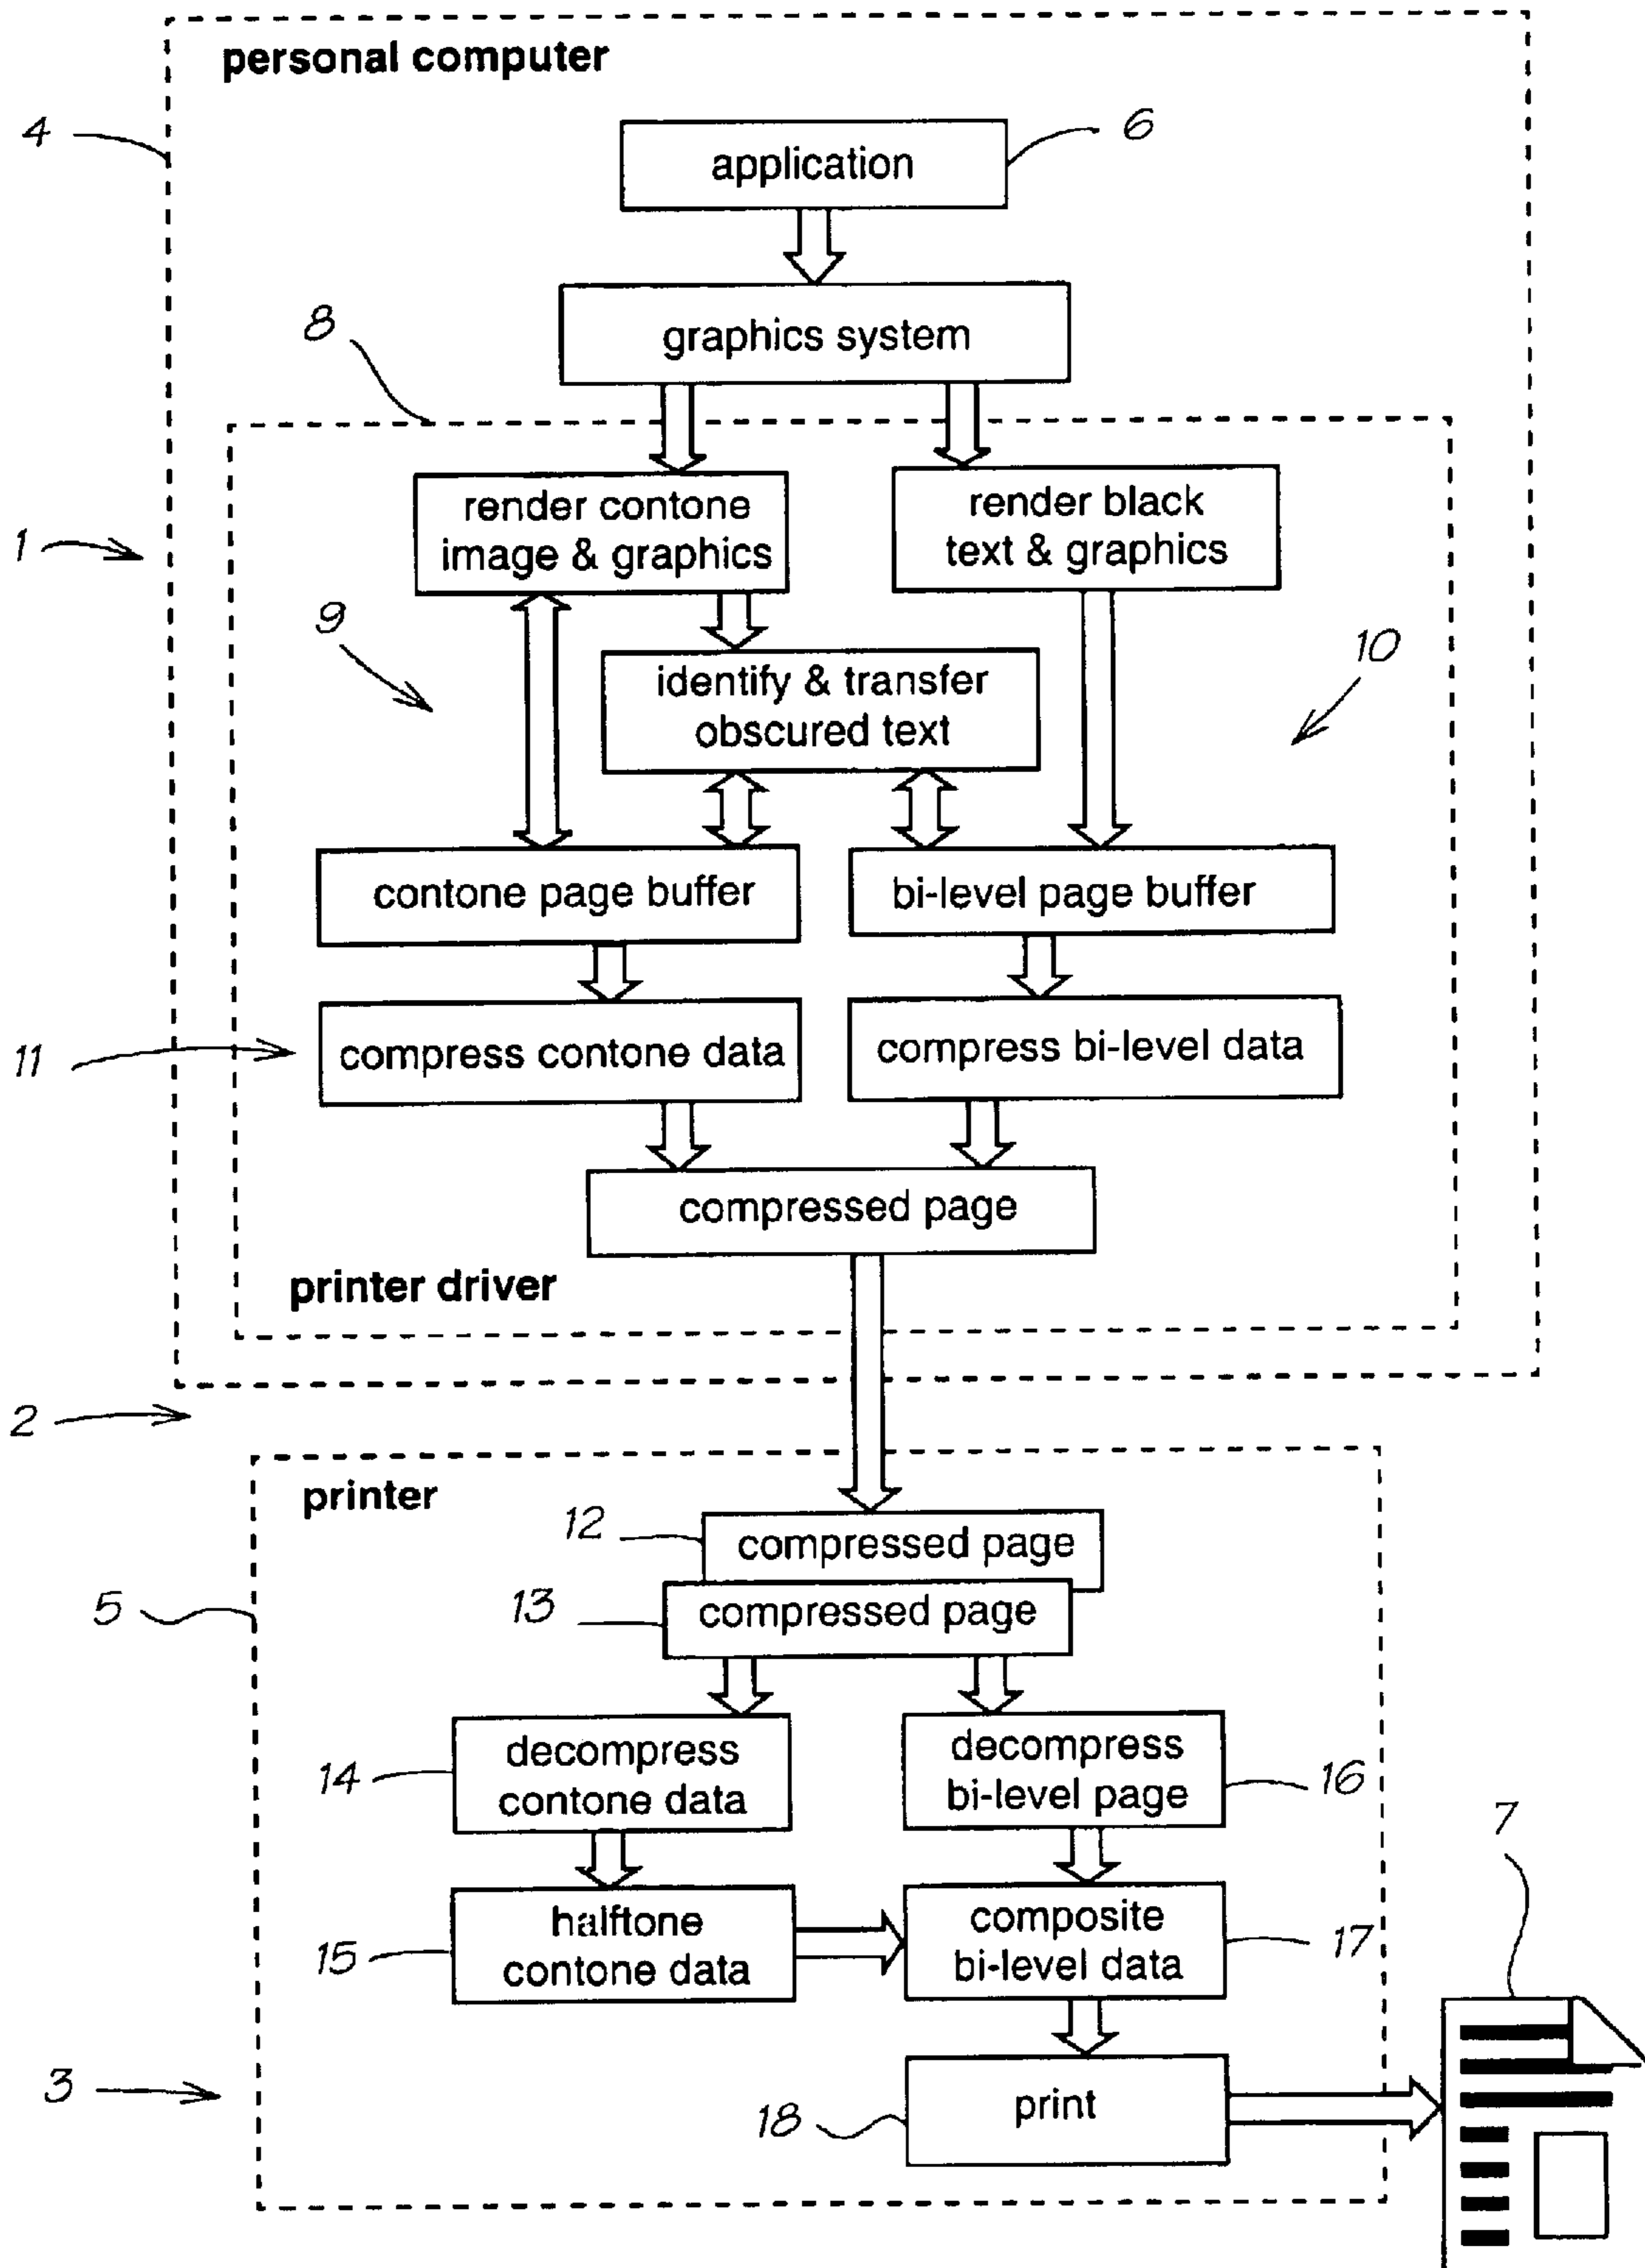 personal computer
4
6
application
graphics system
8
render contone
image & graphics
render black
text & graphics
1
9
identify & transfer
obscured text
10
contone page buffer
bi-level page buffer
11
compress contone data
compress bi-level data
compressed page
printer driver
2
printer
12
compressed page
5
13
compressed page
14
decompress
contone data
decompress
bi-level page
16
7
15
halftone
contone data
composite
bi-level data
17
3
18
print